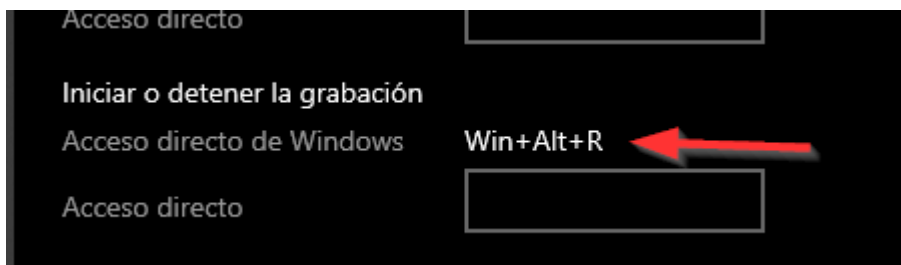 Acceso directo
Iniciar o detener la grabación
Acceso directo de Windows Win+Alt+R
Acceso directo